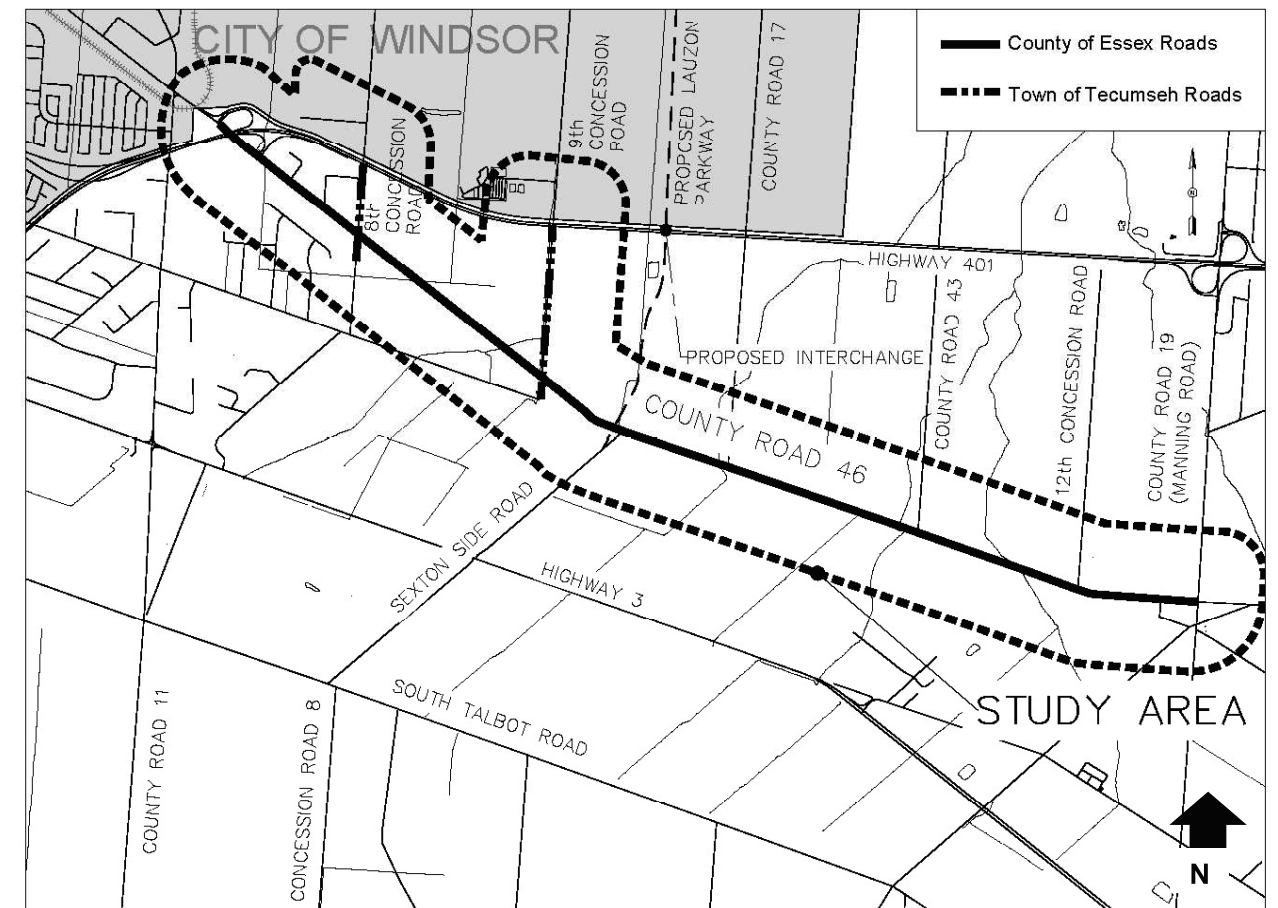 CITY OF WINDSOR
County of Essex Roads
Town of Tecumseh Roads
8th
CONCESSION
ROAD
9th
CONCESSION
ROAD
PROPOSED LAUZON
PARKWAY
COUNTY ROAD 17
HIGHWAY 401
PROPOSED INTERCHANGE
COUNTY ROAD 43
12th CONCESSION ROAD
COUNTY ROAD 19
(MANNING ROAD)
COUNTY ROAD 46
SEXTON SIDE ROAD
HIGHWAY 3
SOUTH TALBOT ROAD
STUDY AREA
COUNTY ROAD 11
CONCESSION ROAD 8
N